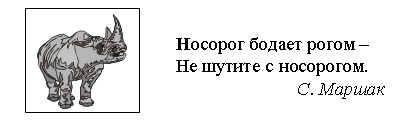 Носорог бодает рогом –
Не шутите с носорогом.
С. Маршак